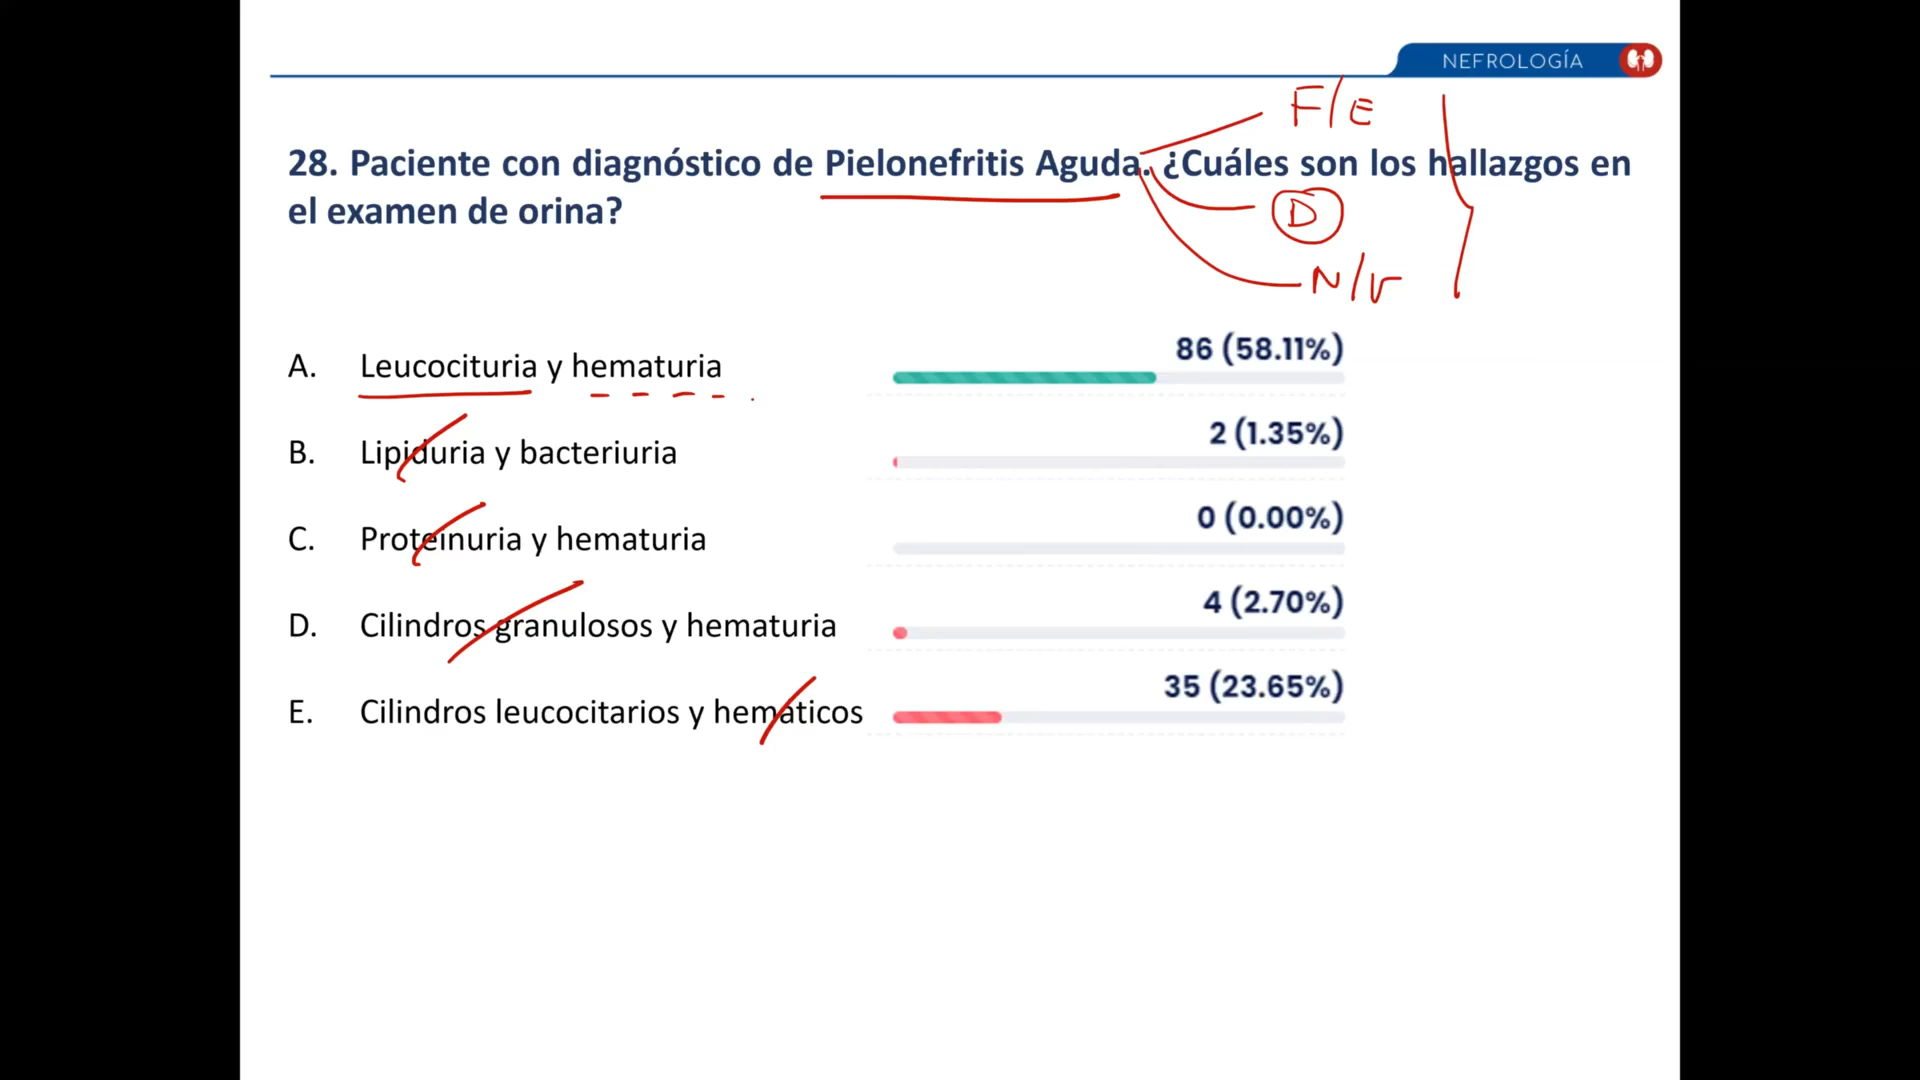 NEFROLOGÍA
F/E
28. Paciente con diagnóstico de Pielonefritis Aguda. ¿Cuáles son los hallazgos en
el examen de orina?
D
N/V
A. Leucocituria y hematuria 86 (58.11%)
B. Lipiduria y bacteriuria 2 (1.35%)
C. Proteinuria y hematuria 0 (0.00%)
D. Cilindros granulosos y hematuria 4 (2.70%)
E. Cilindros leucocitarios y hematicos 35 (23.65%)